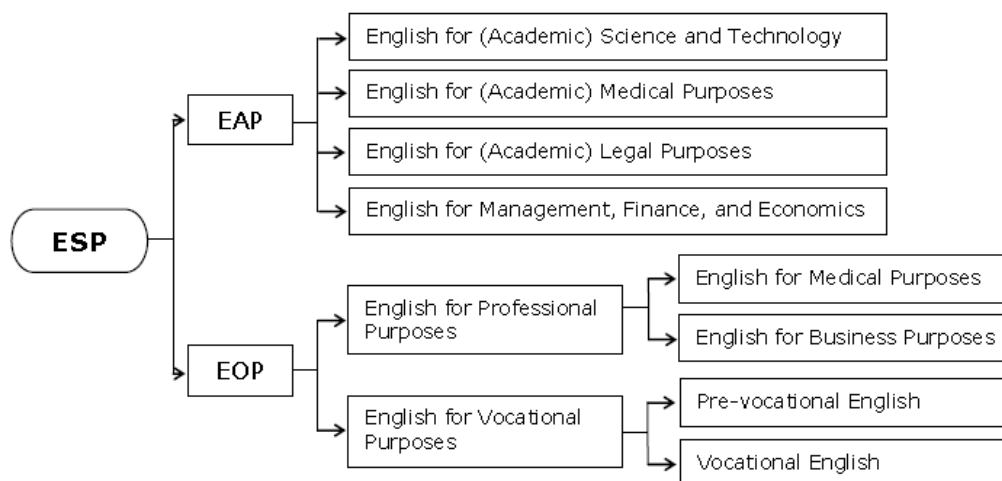 English for (Academic) Science and Technology
English for (Academic) Medical Purposes
EAP
English for (Academic) Legal Purposes
English for Management, Finance, and Economics
ESP
English for Professional
Purposes
English for Medical Purposes
English for Business Purposes
EOP
English for Vocational
Purposes
Pre-vocational English
Vocational English